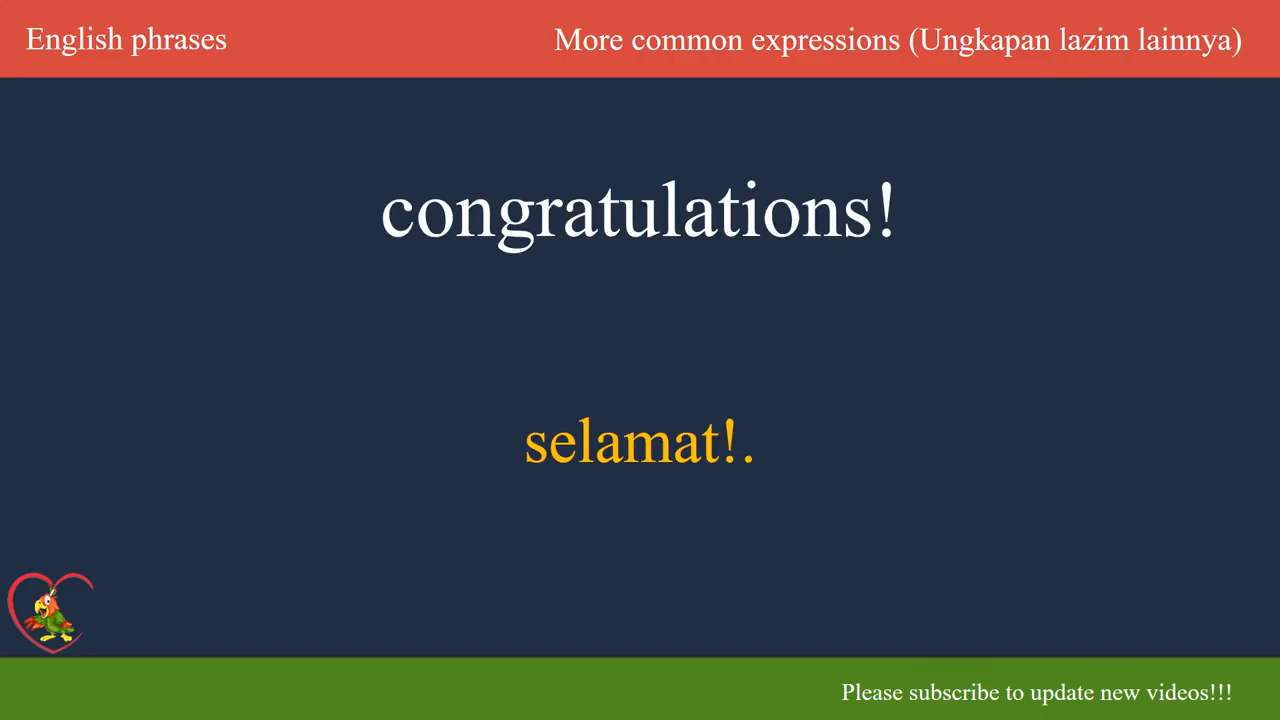 English phrases
More common expressions (Ungkapan lazim lainnya)
congratulations!
selamat!.
Please subscribe to update new videos!!!